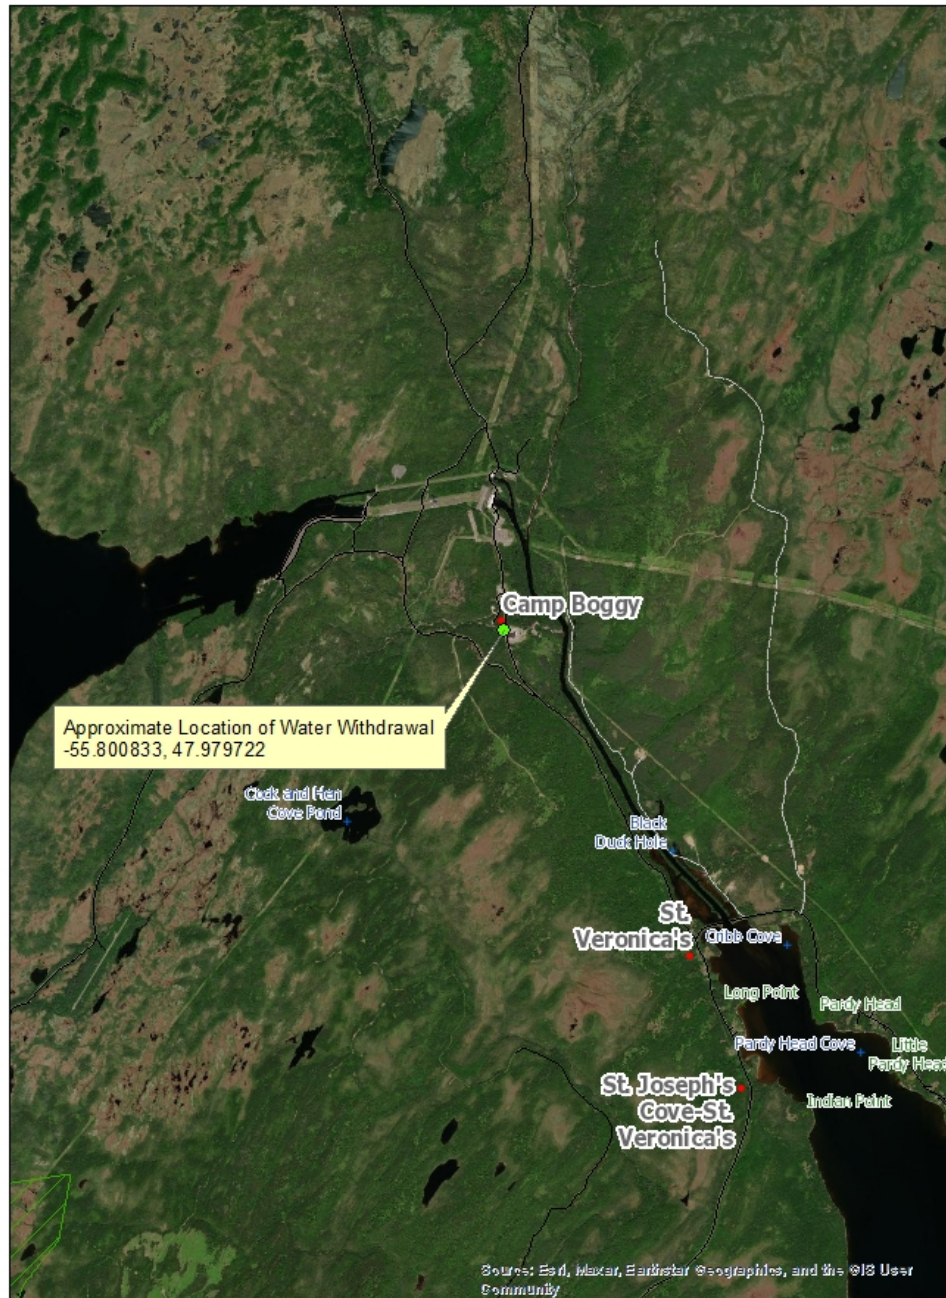 Camp Boggy
Approximate Location of Water Withdrawal
-55.800833, 47.979722
Cock and Hen
Cove Pond
Black
Duck Hole
St.
Veronica's
Cribb Cove
Long Point
Pardy Head
Pardy Head Cove
Little
Pardy Head
St. Joseph's
Cove-St.
Veronica's
Indian Point
Source: Esri, Maxar, Earthstar Geographics, and the GIS User
Community